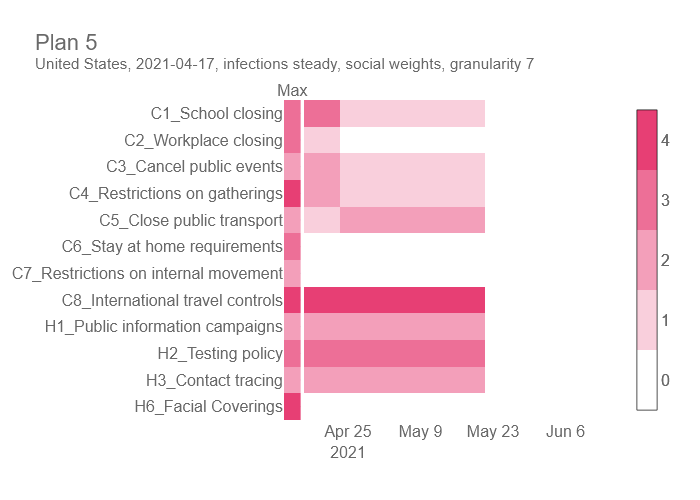 Plan 5
United States, 2021-04-17, infections steady, social weights, granularity 7
Max
C1_School closing
C2_Workplace closing
C3_Cancel public events
C4_Restrictions on gatherings
C5_Close public transport
C6_Stay at home requirements
C7_Restrictions on internal movement
C8_International travel controls
H1_Public information campaigns
H2_Testing policy
H3_Contact tracing
H6_Facial Coverings
4
3
2
1
0
Apr 25 May 9 May 23 Jun 6
2021